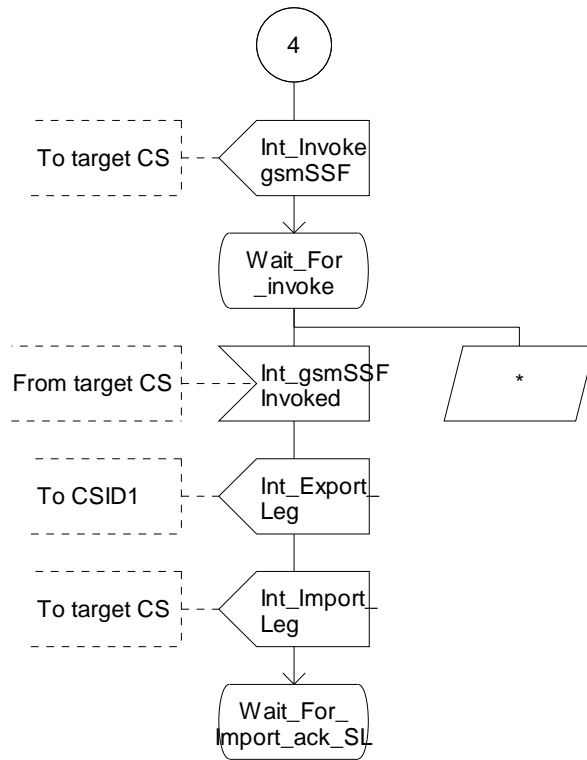 4
To target CS
Int_Invoke
gsmSSF
Wait_For
_invoke
From target CS
Int_gsmSSF
Invoked
*
To CSID1
Int_Export_
Leg
To target CS
Int_Import_
Leg
Wait_For_
Import_ack_SL